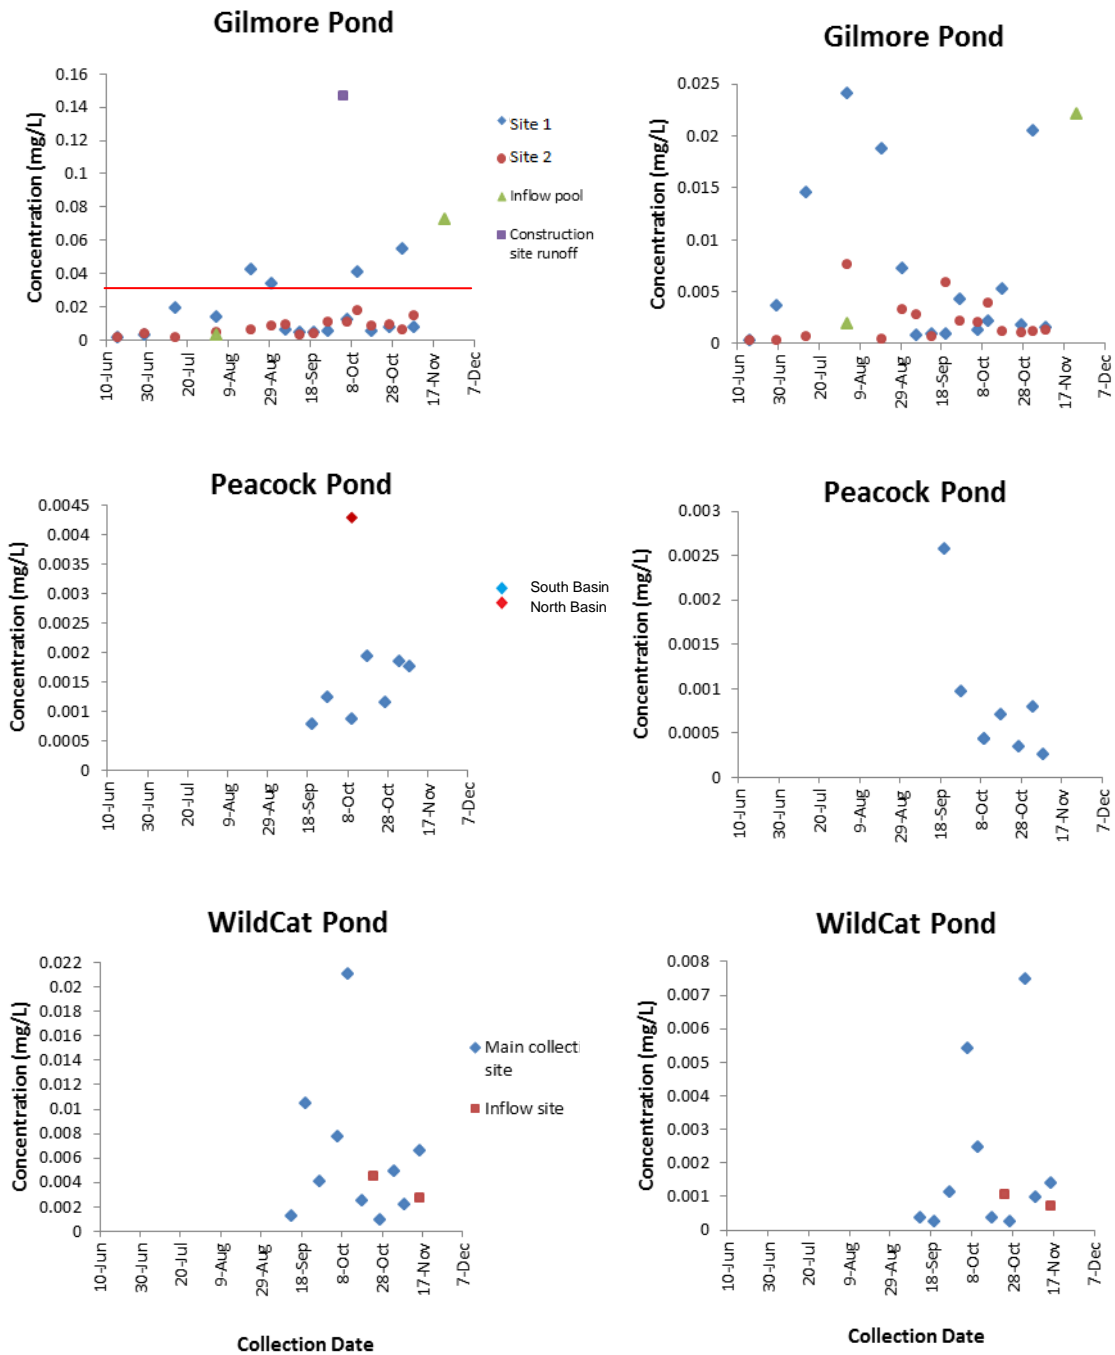 Gilmore Pond
Concentration (mg/L)
0.16
0.14
0.12
0.1
0.08
0.06
0.04
0.02
0
10-Jun
30-Jun
20-Jul
9-Aug
29-Aug
18-Sep
8-Oct
28-Oct
17-Nov
7-Dec
Site 1
Site 2
Inflow pool
Construction
site runoff
Gilmore Pond
Concentration (mg/L)
0.025
0.02
0.015
0.01
0.005
0
10-Jun
30-Jun
20-Jul
9-Aug
29-Aug
18-Sep
8-Oct
28-Oct
17-Nov
7-Dec
Peacock Pond
Concentration (mg/L)
0.0045
0.004
0.0035
0.003
0.0025
0.002
0.0015
0.001
0.0005
0
10-Jun
30-Jun
20-Jul
9-Aug
29-Aug
18-Sep
8-Oct
28-Oct
17-Nov
7-Dec
South Basin
North Basin
Peacock Pond
Concentration (mg/L)
0.003
0.0025
0.002
0.0015
0.001
0.0005
0
10-Jun
30-Jun
20-Jul
9-Aug
29-Aug
18-Sep
8-Oct
28-Oct
17-Nov
7-Dec
WildCat Pond
Concentration (mg/L)
0.022
0.02
0.018
0.016
0.014
0.012
0.01
0.008
0.006
0.004
0.002
0
10-Jun
30-Jun
20-Jul
9-Aug
29-Aug
18-Sep
8-Oct
28-Oct
17-Nov
7-Dec
Collection Date
Main collecti
site
Inflow site
WildCat Pond
Concentration (mg/L)
0.008
0.007
0.006
0.005
0.004
0.003
0.002
0.001
0
10-Jun
30-Jun
20-Jul
9-Aug
29-Aug
18-Sep
8-Oct
28-Oct
17-Nov
7-Dec
Collection Date